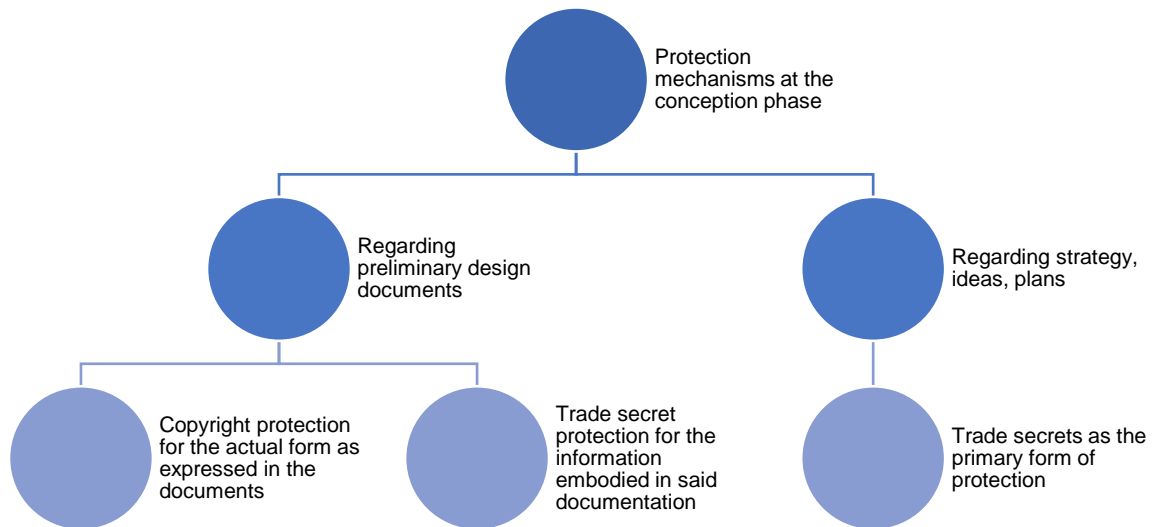 Protection
mechanisms at the
conception phase
Regarding
preliminary design
documents
Regarding strategy,
ideas, plans
Copyright protection
for the actual form as
expressed in the
documents
Trade secret
protection for the
information
embodied in said
documentation
Trade secrets as the
primary form of
protection